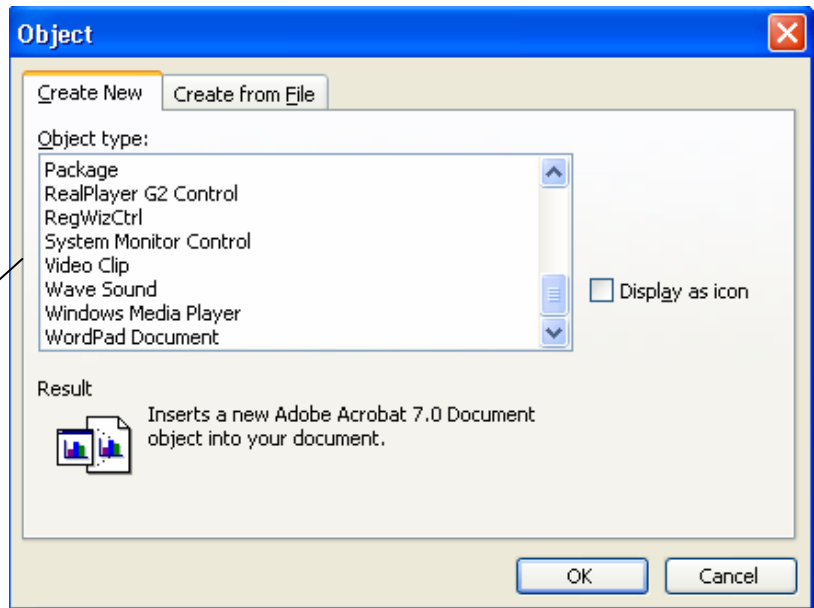 Object
Create New
Create from File
Object type:
Package
RealPlayer G2 Control
RegWizCtrl
System Monitor Control
Video Clip
Wave Sound
Windows Media Player
WordPad Document
Display as icon
Result
Inserts a new Adobe Acrobat 7.0 Document
object into your document.
OK
Cancel